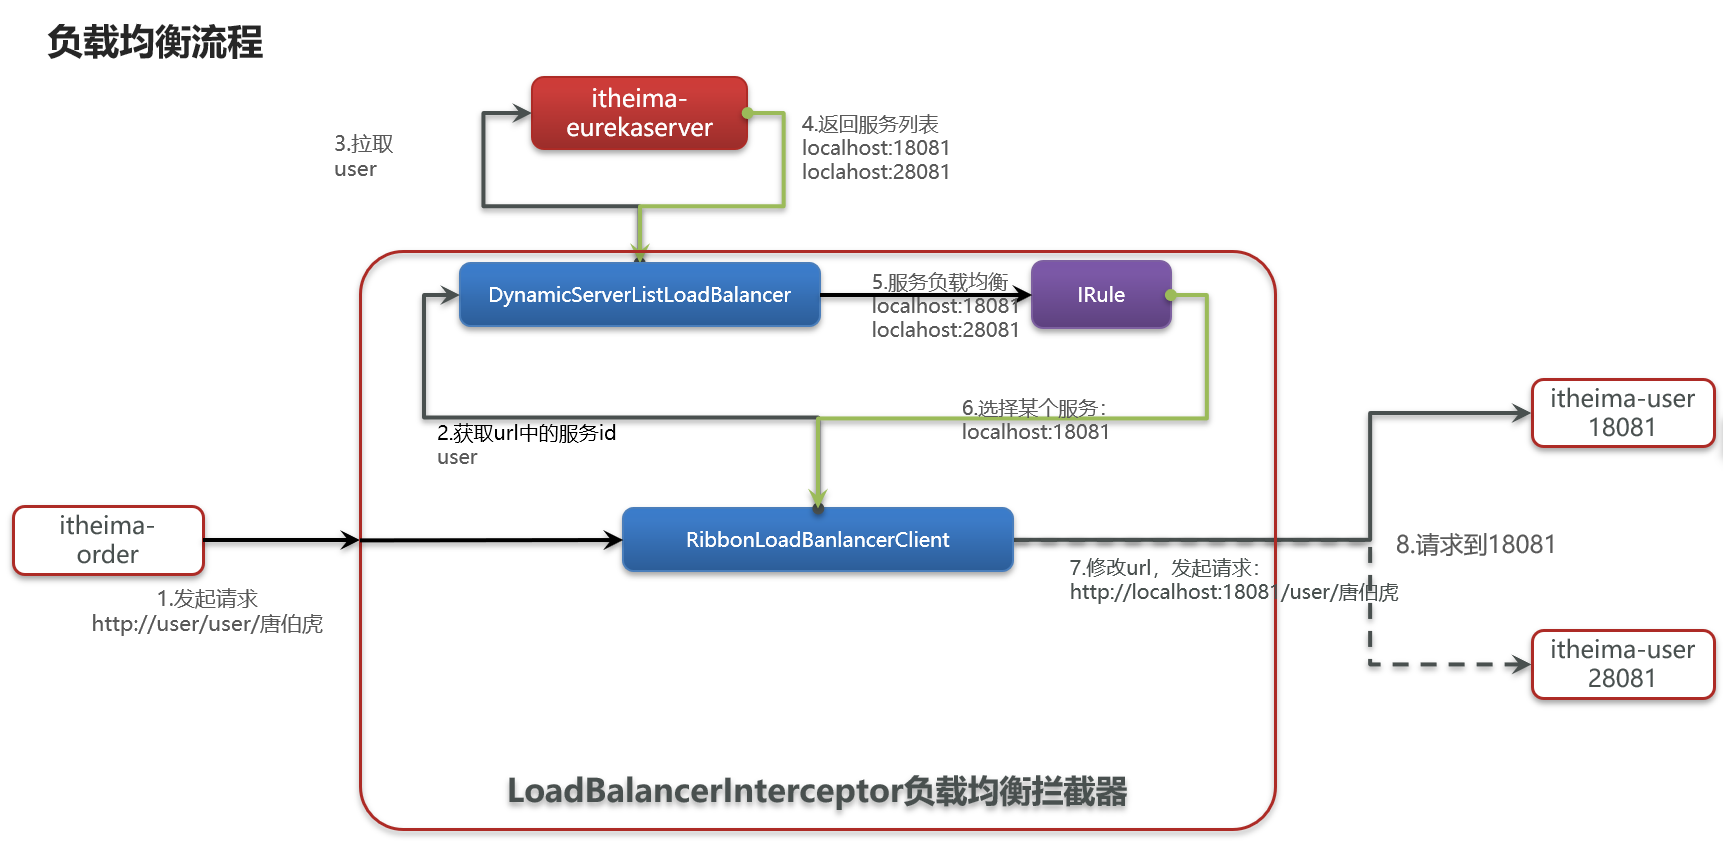 负载均衡流程
itheima-
eurekaserver
3.拉取
user
4.返回服务列表
localhost:18081
loclahost:28081
DynamicServerListLoadBalancer
5.服务负载均衡
localhost:18081
loclahost:28081
IRule
2.获取url中的服务id
user
6.选择某个服务：
localhost:18081
itheima-user
18081
itheima-
order
1.发起请求
http://user/user/唐伯虎
RibbonLoadBanlancerClient
7.修改url，发起请求：
http://localhost:18081/user/唐伯虎
8.请求到18081
itheima-user
28081
LoadBalancerInterceptor负载均衡拦截器